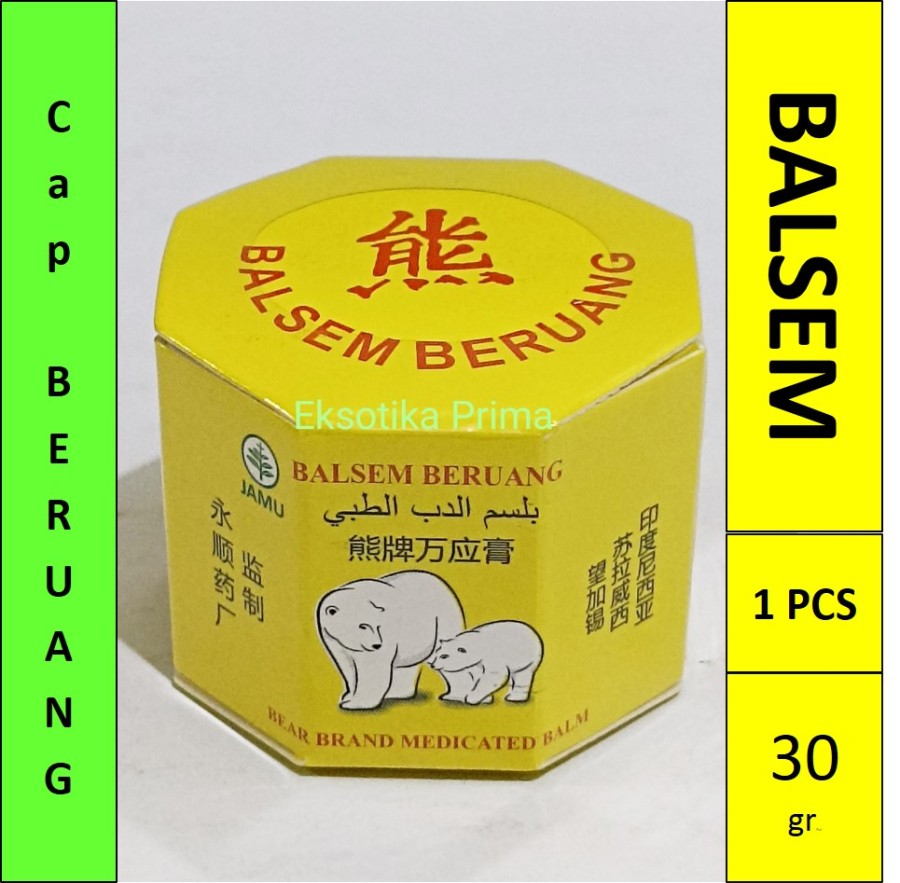 Cap BERUANG
熊
BALSEM BERUANG
Eksotika Prima
JAMU
BALSEM BERUANG
بلسم الدب الطبي
熊牌万应膏
永顺药厂
监制
印度尼西亚
苏拉威西
望加锡
BEAR BRAND MEDICATED BALM
BALSEM
1 PCS
30
gr.